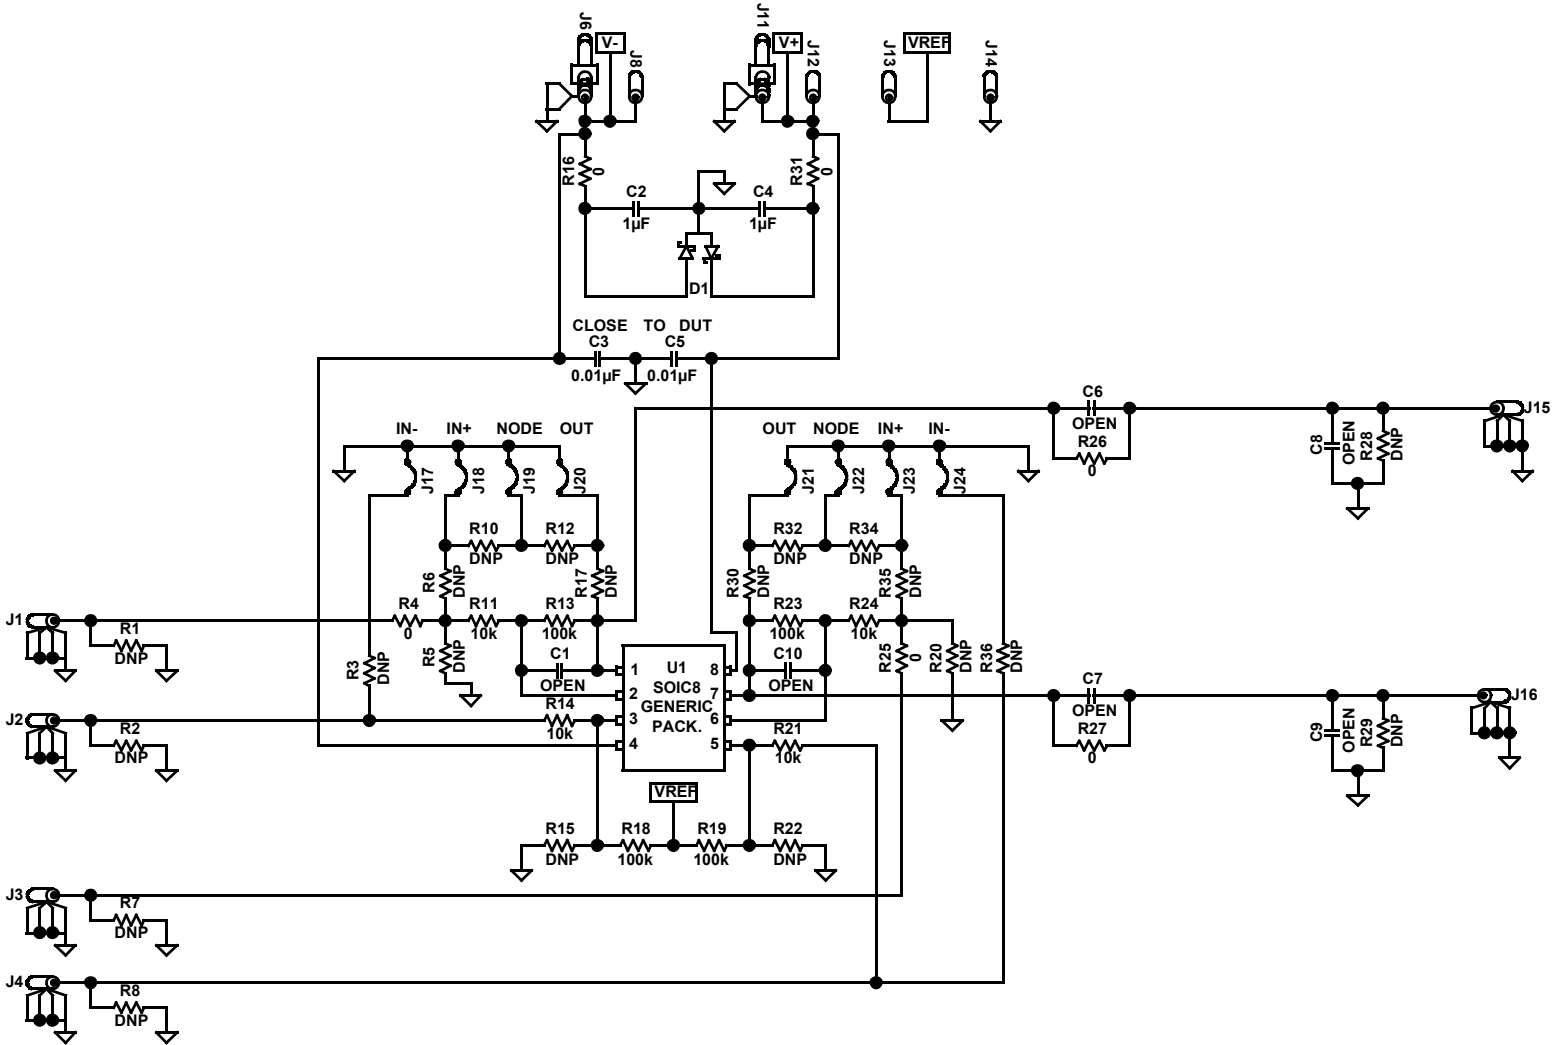 J6
V-
J8
J11
V+
J12
J13
VREF
J14
R16
0
R31
0
C2
1µF
C4
1µF
D1
CLOSE TO DUT
C3
0.01µF
C5
0.01µF
IN- IN+ NODE OUT
J17
J18
J19
J20
OUT NODE IN+ IN-
J21
J22
J23
J24
C6
OPEN
R26
0
C8
OPEN
R28
DNP
J15
R10
DNP
R12
DNP
R32
DNP
R34
DNP
R6
DNP
R17
DNP
R30
DNP
R35
DNP
J1
R1
DNP
R4
0
R11
10k
R13
100k
R23
100k
R24
10k
R3
DNP
R5
DNP
C1
OPEN
U1
SOIC8
GENERIC
PACK.
1
2
3
4
8
7
6
5
C10
OPEN
R25
0
R20
DNP
R36
DNP
C7
OPEN
R27
0
C9
OPEN
R29
DNP
J16
J2
R2
DNP
R14
10k
R21
10k
VREF
R15
DNP
R18
100k
R19
100k
R22
DNP
J3
R7
DNP
J4
R8
DNP